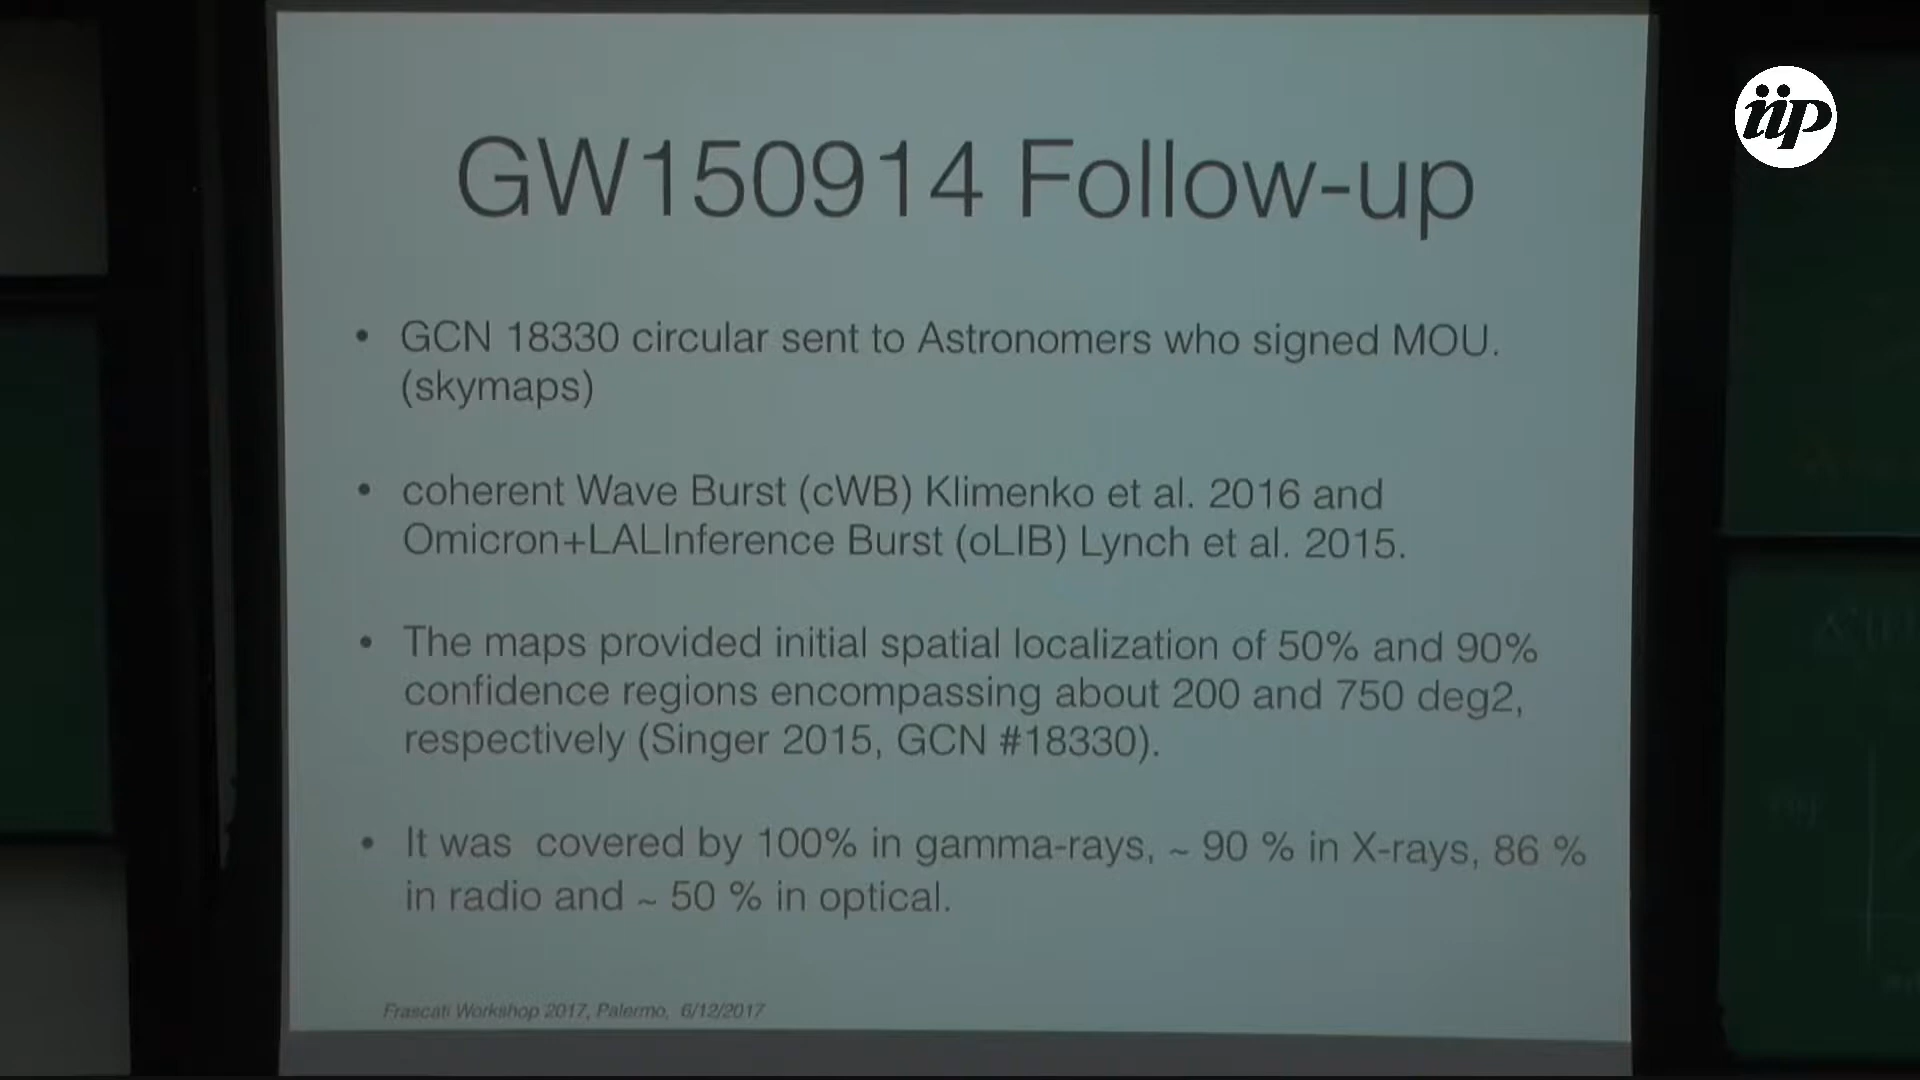 iip
GW150914 Follow-up
• GCN 18330 circular sent to Astronomers who signed MOU.
(skymaps)
• coherent Wave Burst (cWB) Klimenko et al. 2016 and
Omicron+LALInference Burst (oLIB) Lynch et al. 2015.
• The maps provided initial spatial localization of 50% and 90%
confidence regions encompassing about 200 and 750 deg2,
respectively (Singer 2015, GCN #18330).
• It was covered by 100% in gamma-rays, ~ 90 % in X-rays, 86 %
in radio and ~ 50 % in optical.
Frascati Workshop 2017, Palermo, 6/12/2017